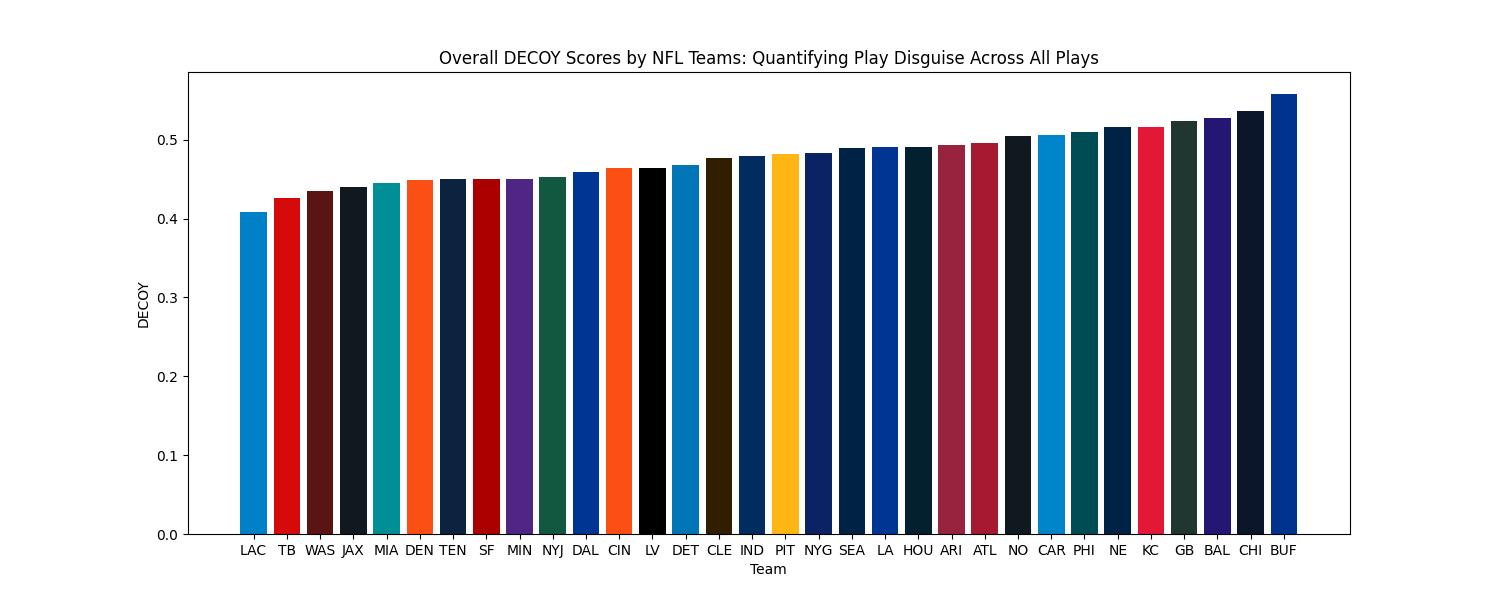 Overall DECOY Scores by NFL Teams: Quantifying Play Disguise Across All Plays
DECOY
0.5
0.4
0.3
0.2
0.1
0.0
LAC TB WAS JAX MIA DEN TEN SF MIN NYJ DAL CIN LV DET CLE IND PIT NYG SEA LA HOU ARI ATL NO CAR PHI NE KC GB BAL CHI BUF
Team